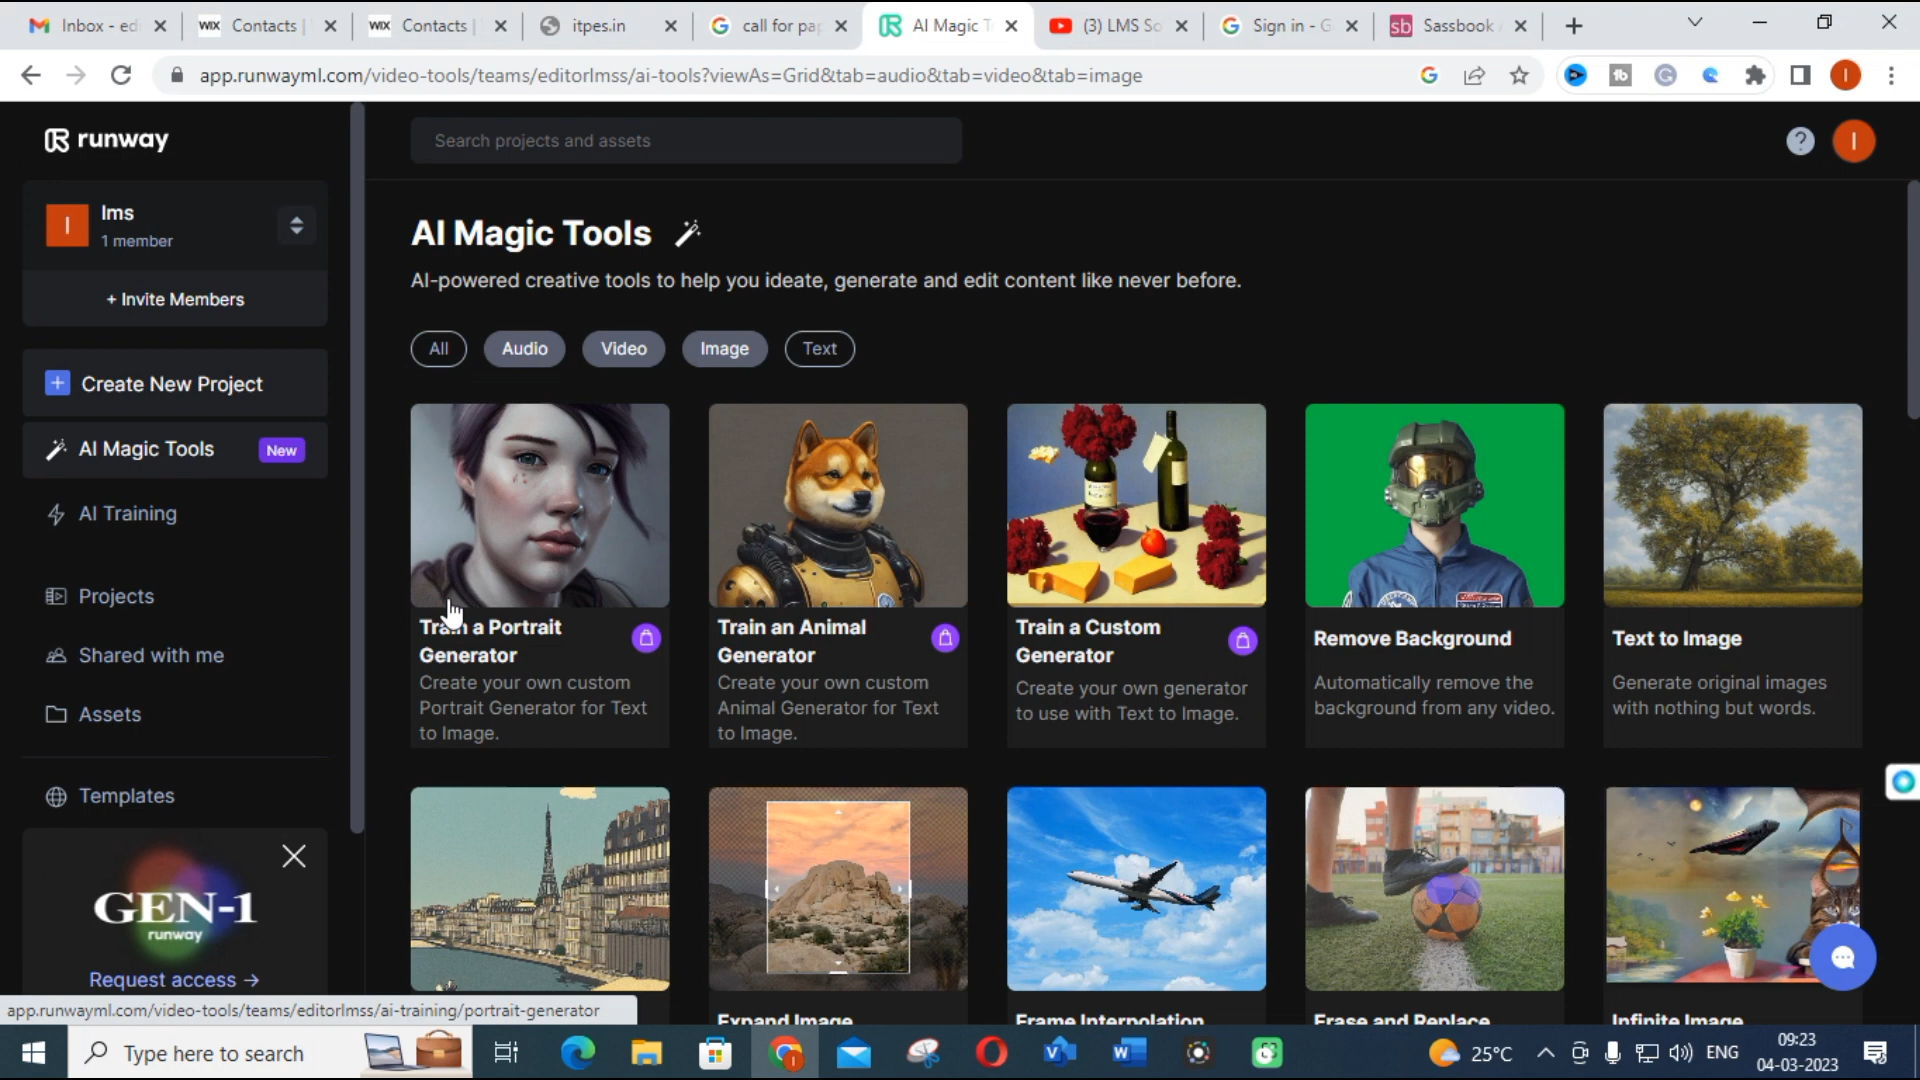 Inbox - edi
Contacts |
Contacts |
itpes.in
call for pap
AI Magic T
(3) LMS So
Sign in - G
Sassbook
app.runwayml.com/video-tools/teams/editorlmss/ai-tools?viewAs=Grid&tab=audio&tab=video&tab=image
runway
Search projects and assets
lms
1 member
+ Invite Members
Create New Project
AI Magic Tools New
AI Training
Projects
Shared with me
Assets
Templates
GEN-1
runway
Request access →
AI Magic Tools
AI-powered creative tools to help you ideate, generate and edit content like never before.
All Audio Video Image Text
Train a Portrait
Generator
Create your own custom
Portrait Generator for Text
to Image.
Train an Animal
Generator
Create your own custom
Animal Generator for Text
to Image.
Train a Custom
Generator
Create your own generator
to use with Text to Image.
Remove Background
Automatically remove the
background from any video.
Text to Image
Generate original images
with nothing but words.
Expand Image
Frame Interpolation
Erase and Replace
Infinite Image
app.runwayml.com/video-tools/teams/editorlmss/ai-training/portrait-generator
Type here to search
25°C
ENG
09:23
04-03-2023